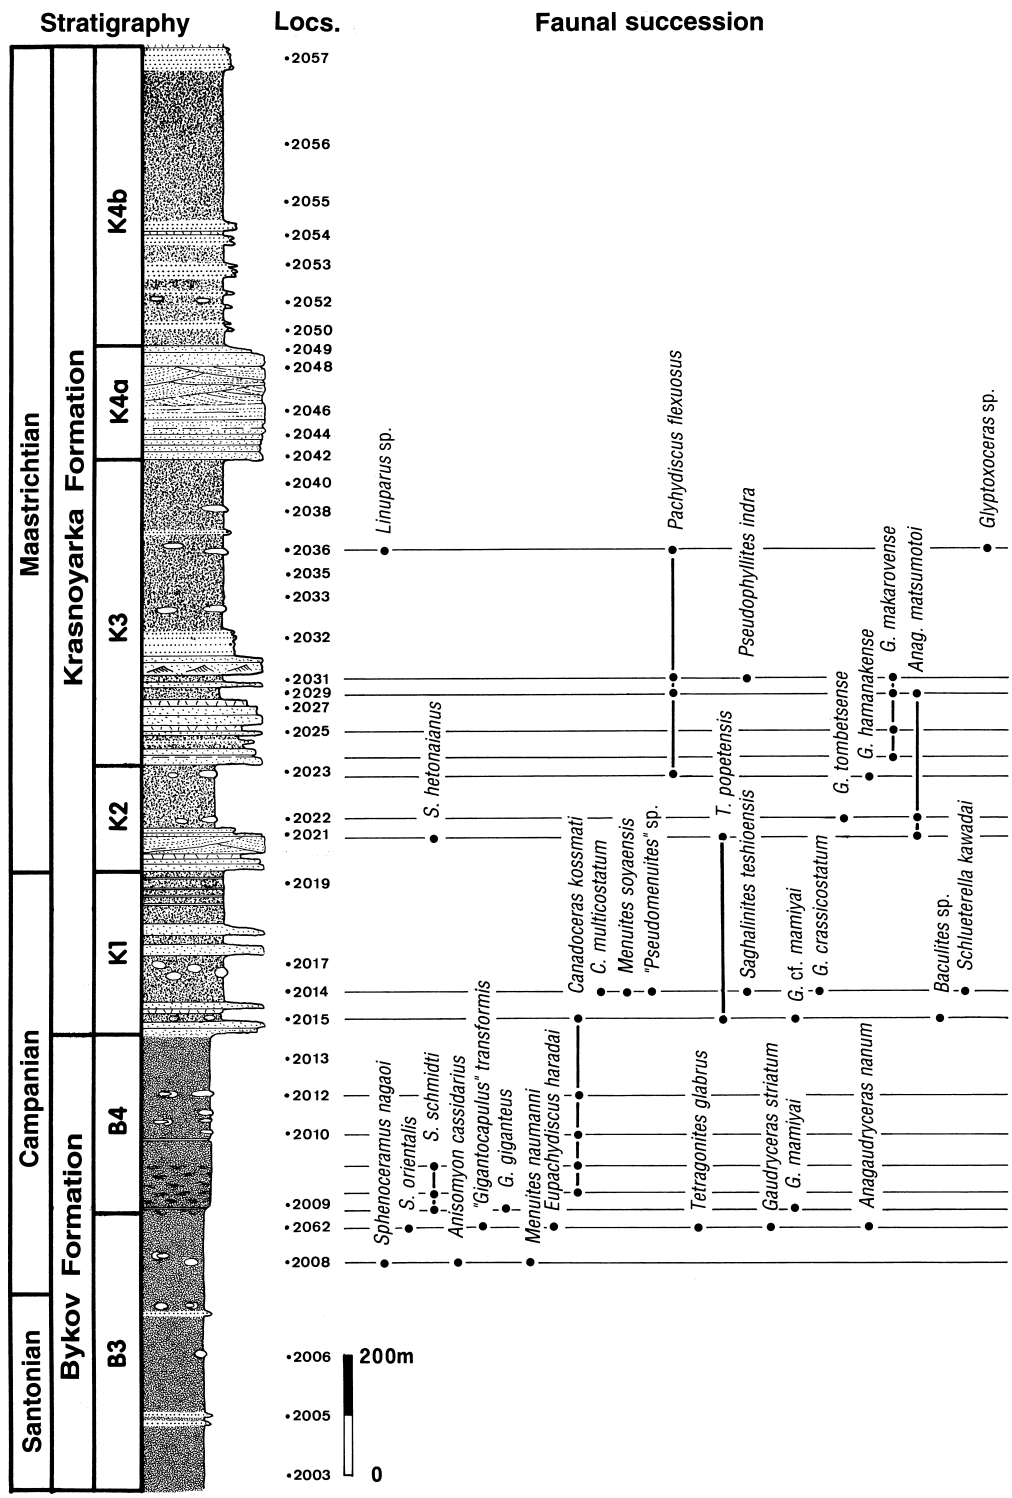 Stratigraphy
Locs.
Faunal succession
Maastrichtian
Campanian
Santonian
Krasnoyarka Formation
Bykov Formation
K4b
K4a
K3
K2
K1
B4
B3
•2057
•2056
•2055
•2054
•2053
•2052
•2050
•2049
•2048
•2046
•2044
•2042
•2040
•2038
•2036
•2035
•2033
•2032
•2031
•2029
•2027
•2025
•2023
•2022
•2021
•2019
•2017
•2014
•2015
•2013
•2012
•2010
•2009
•2062
•2008
•2006
•2005
•2003
Linuparus sp.
Pachydiscus flexuosus
Pseudophyllites indra
G. makarovense
Anag. matsumotoi
Glyptoxoceras sp.
S. hetonaianus
T. popetensis
G. tombetsense
G. hamanakense
Canadoceras kossmati
C. multicostatum
Menuites soyaensis
"Pseudomenuites" sp.
Saghalinites teshioensis
G. cf. mamiyai
G. crassicostatum
Baculites sp.
Schlueterella kawadai
Sphenoceramus nagaoi
S. orientalis
S. schmidti
Anisomyon cassidarius
"Gigantocapulus" transformis
G. giganteus
Menuites naumanni
Eupachydiscus haradai
Tetragonites glabrus
Gaudryceras striatum
G. mamiyai
Anagaudryceras nanum
200m
0